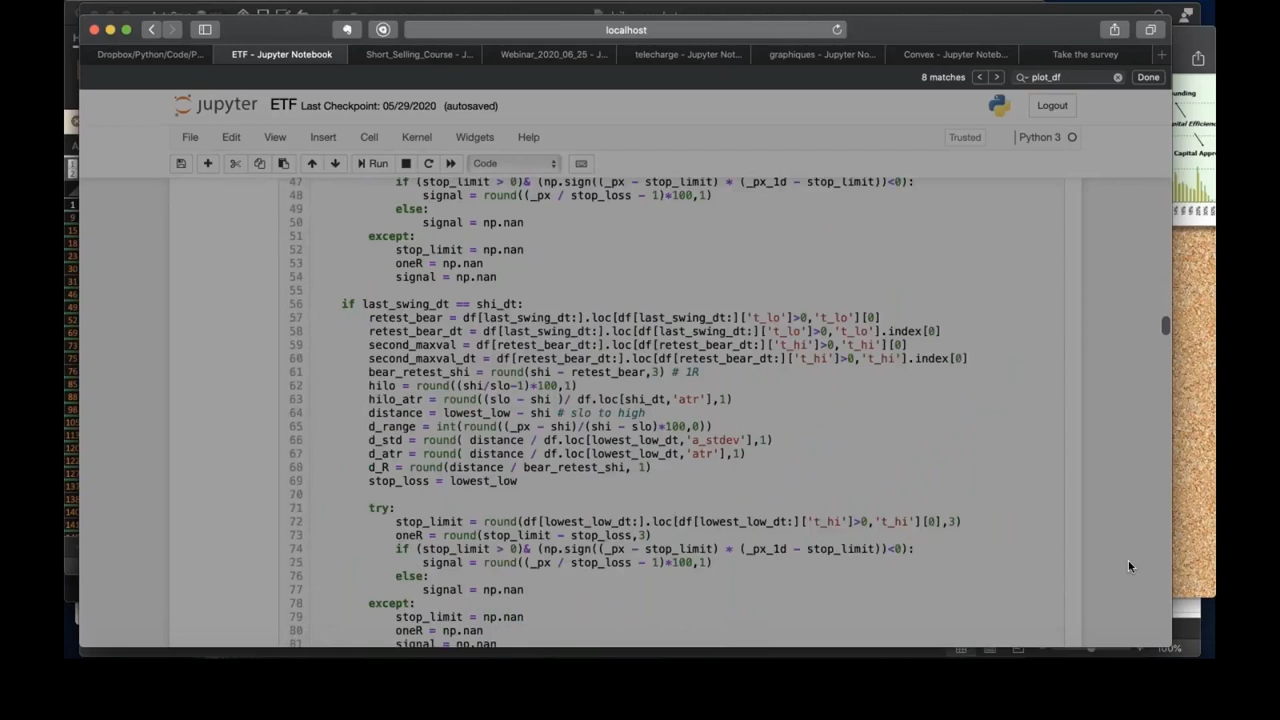 localhost
Dropbox/Python/Code/P...
ETF - Jupyter Notebook
Short_Selling_Course - J...
Webinar_2020_06_25 - J...
telecharge - Jupyter Not...
graphiques - Jupyter No...
Convex - Jupyter Noteb...
Take the survey
8 matches
plot_df
Done
jupyter ETF Last Checkpoint: 05/29/2020 (autosaved)
Logout
File Edit View Insert Cell Kernel Widgets Help
Trusted
Python 3
Run
Code
47 if (stop_limit > 0)& (np.sign((_px - stop_limit) * (_px_1d - stop_limit))<0):
48 signal = round((_px / stop_loss - 1)*100,1)
49 else:
50 signal = np.nan
51 except:
52 stop_limit = np.nan
53 oneR = np.nan
54 signal = np.nan
55
56 if last_swing_dt == shi_dt:
57 retest_bear = df[last_swing_dt:].loc[df[last_swing_dt:]['t_lo']>0,'t_lo'][0]
58 retest_bear_dt = df[last_swing_dt:].loc[df[last_swing_dt:]['t_lo']>0,'t_lo'].index[0]
59 second_maxval = df[retest_bear_dt:].loc[df[retest_bear_dt:]['t_hi']>0,'t_hi'][0]
60 second_maxval_dt = df[retest_bear_dt:].loc[df[retest_bear_dt:]['t_hi']>0,'t_hi'].index[0]
61 bear_retest_shi = round(shi - retest_bear,3) # 1R
62 hilo = round((shi/slo-1)*100,1)
63 hilo_atr = round((slo - shi )/ df.loc[shi_dt,'atr'],1)
64 distance = lowest_low - shi # slo to high
65 d_range = int(round((_px - shi)/(shi - slo)*100,0))
66 d_std = round( distance / df.loc[lowest_low_dt,'a_stdev'],1)
67 d_atr = round( distance / df.loc[lowest_low_dt,'atr'],1)
68 d_R = round(distance / bear_retest_shi, 1)
69 stop_loss = lowest_low
70
71 try:
72 stop_limit = round(df[lowest_low_dt:].loc[df[lowest_low_dt:]['t_hi']>0,'t_hi'][0],3)
73 oneR = round(stop_limit - stop_loss,3)
74 if (stop_limit > 0)& (np.sign((_px - stop_limit) * (_px_1d - stop_limit))<0):
75 signal = round((_px / stop_loss - 1)*100,1)
76 else:
77 signal = np.nan
78 except:
79 stop_limit = np.nan
80 oneR = np.nan
81 signal = np.nan
100%